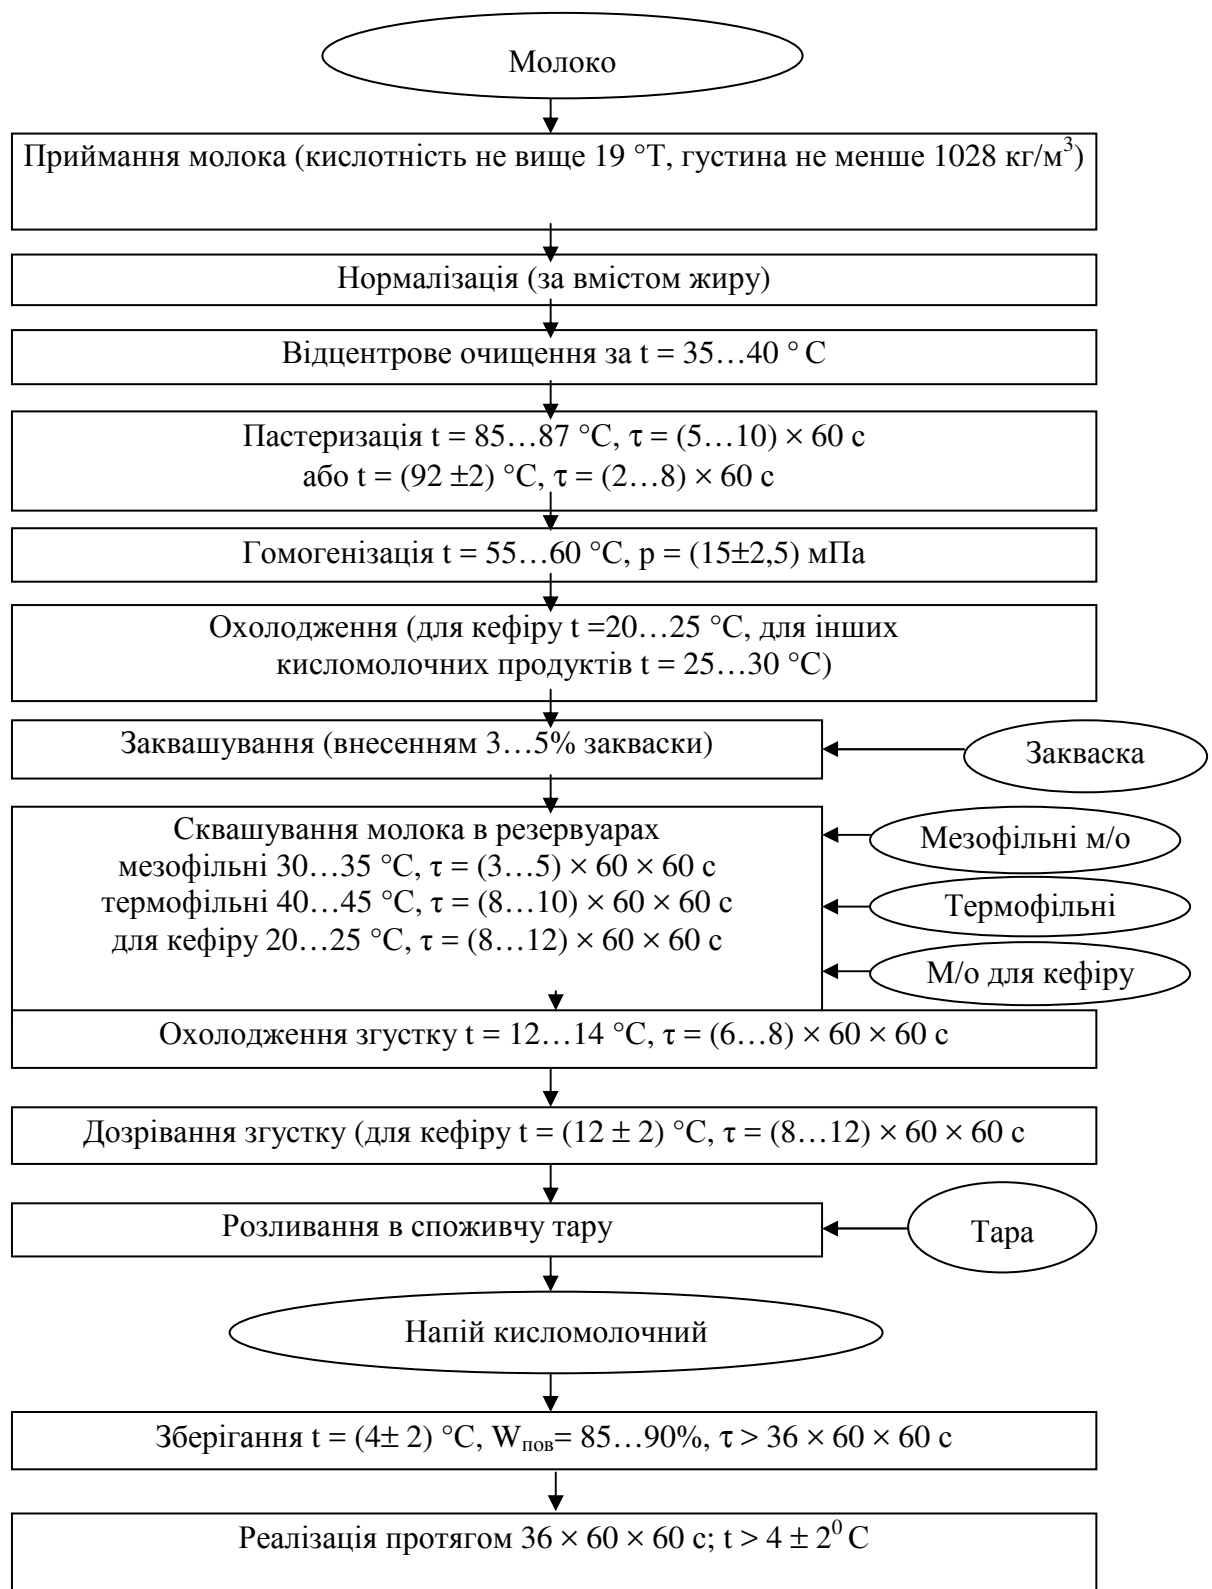 Молоко
Приймання молока (кислотність не вище 19 °Т, густина не менше 1028 кг/м³)
Нормалізація (за вмістом жиру)
Відцентрове очищення за t = 35…40 ° С
Пастеризація t = 85…87 °С, τ = (5…10) × 60 с
або t = (92 ±2) °С, τ = (2…8) × 60 с
Гомогенізація t = 55…60 °С, р = (15±2,5) мПа
Охолодження (для кефіру t =20…25 °С, для інших
кисломолочних продуктів t = 25…30 °С)
Заквашування (внесенням 3…5% закваски)
Закваска
Сквашування молока в резервуарах
мезофільні 30…35 °С, τ = (3…5) × 60 × 60 с
термофільні 40…45 °С, τ = (8…10) × 60 × 60 с
для кефіру 20…25 °С, τ = (8…12) × 60 × 60 с
Мезофільні м/о
Термофільні
М/о для кефіру
Охолодження згустку t = 12…14 °С, τ = (6…8) × 60 × 60 с
Дозрівання згустку (для кефіру t = (12 ± 2) °С, τ = (8…12) × 60 × 60 с
Розливання в споживчу тару
Тара
Напій кисломолочний
Зберігання t = (4± 2) °С, Wпов= 85…90%, τ > 36 × 60 × 60 с
Реалізація протягом 36 × 60 × 60 с; t > 4 ± 2⁰ С